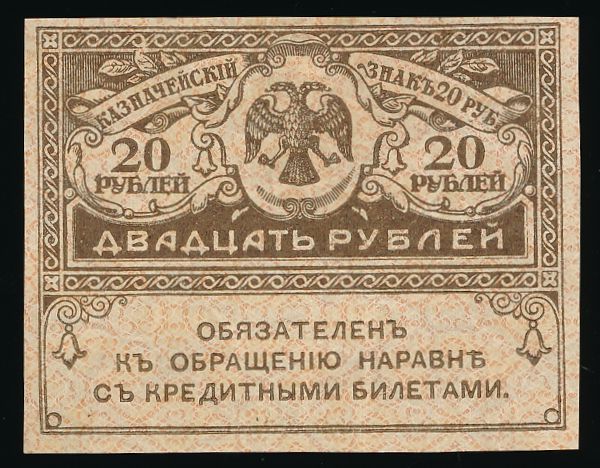 КАЗНАЧЕЙСКІЙ ЗНАКЪ 20 РУБ.
20 РУБЛЕЙ
20 РУБЛЕЙ
ДВАДЦАТЬ РУБЛЕЙ
ОБЯЗАТЕЛЕНЪ
КЪ ОБРАЩЕНІЮ НАРАВНѢ
СЪ КРЕДИТНЫМИ БИЛЕТАМИ.